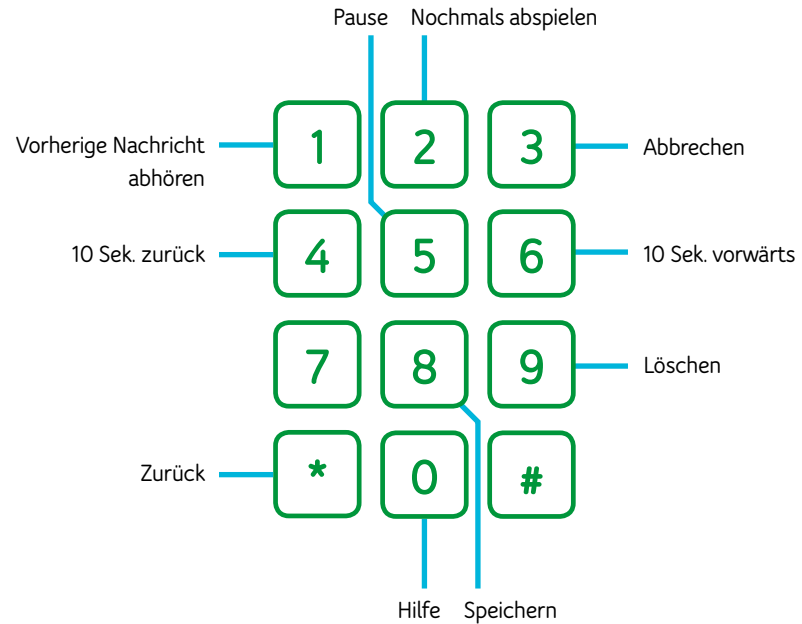 Pause Nochmals abspielen
1 2 3
Vorherige Nachricht
abhören
Abbrechen
10 Sek. zurück
4 5 6
10 Sek. vorwärts
7 8 9
Löschen
Zurück
* 0 #
Hilfe Speichern